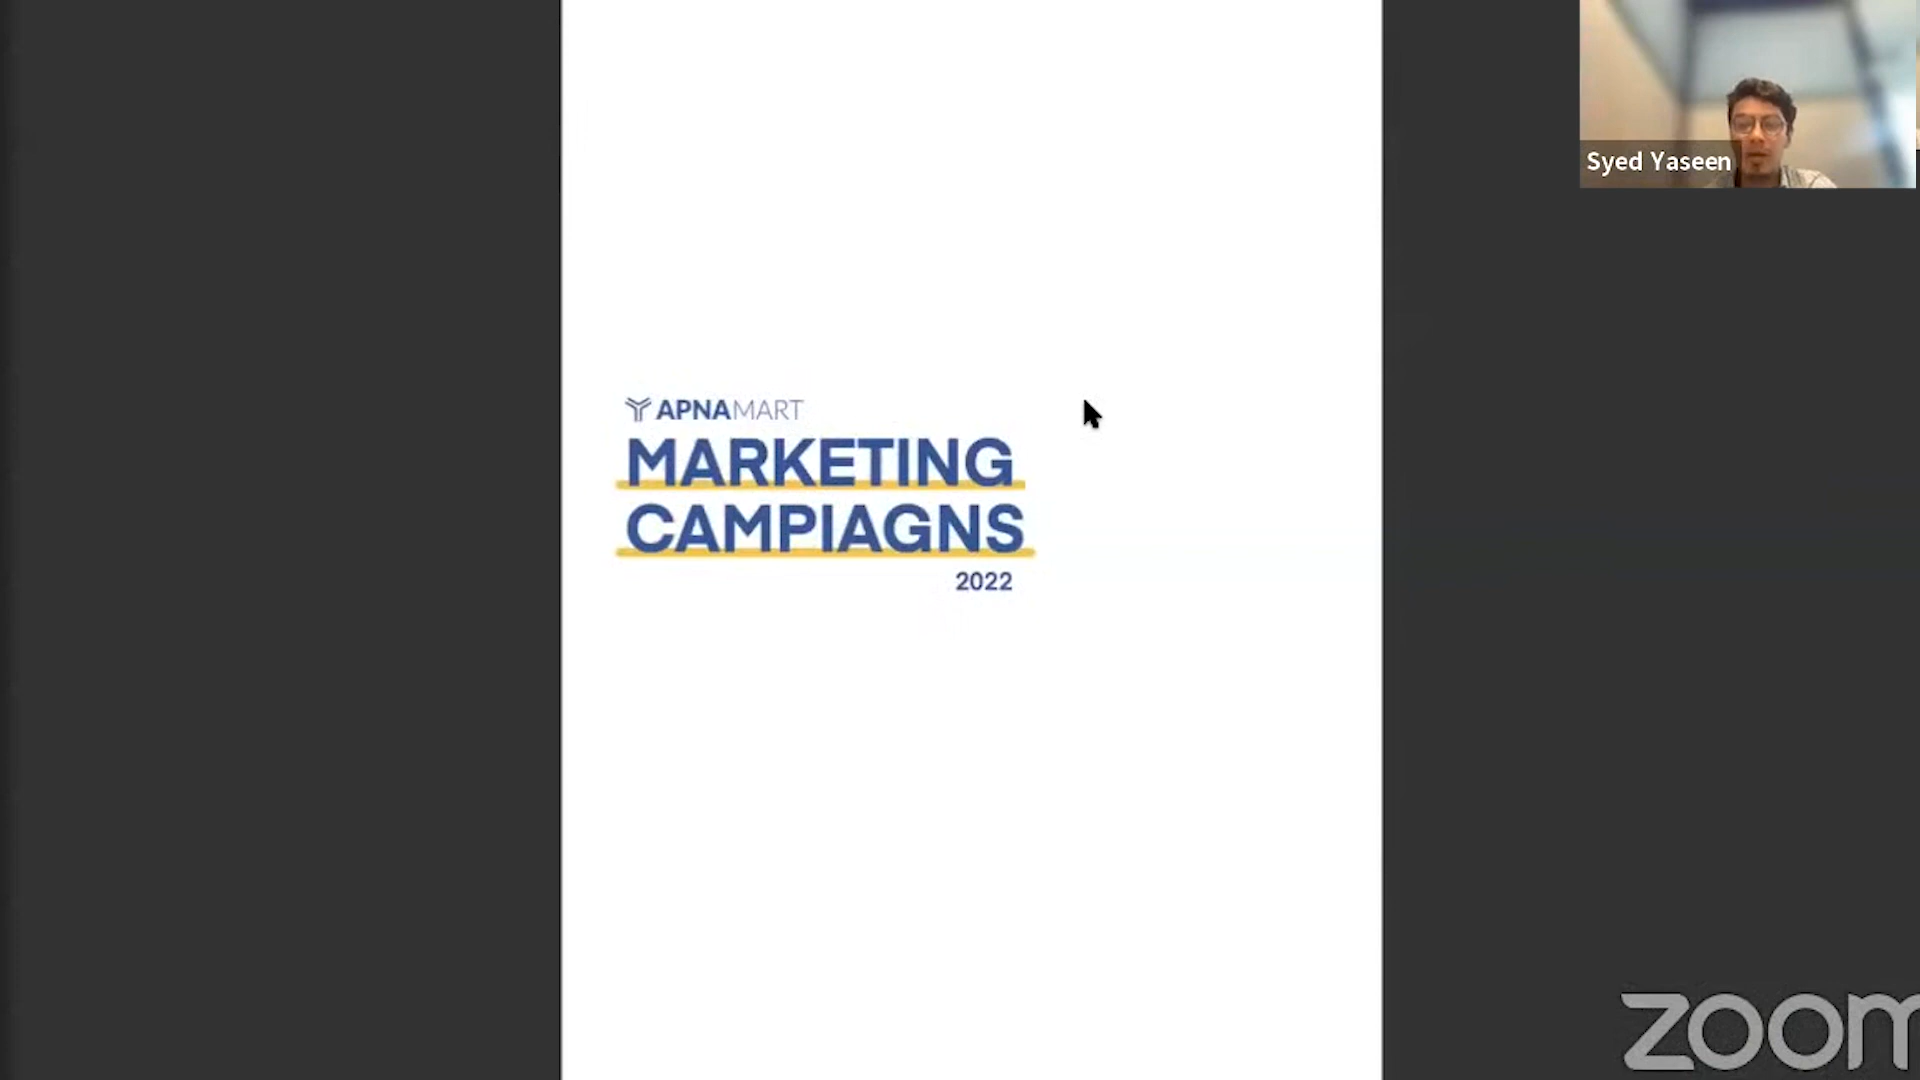 Syed Yaseen
APNAMART
MARKETING
CAMPIAGNS
2022
zoom